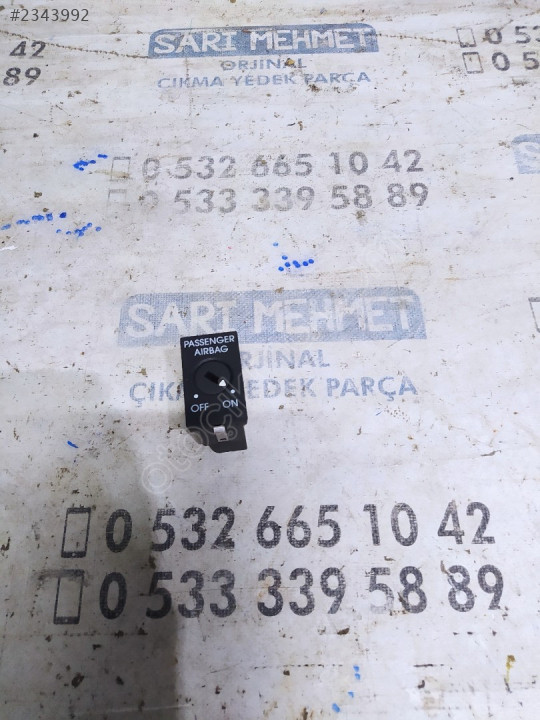 #2343992
42
89
SARI MEHMET
ORJİNAL
ÇIKMA YEDEK PARÇA
0 5
0 5
0 532 665 10 42
0 533 339 58 89
SARI MEHMET
ORJİNAL
ÇIKMA YEDEK PARÇA
PASSENGER
AIRBAG
OFF ON
0 532 665 10 42
0 533 339 58 89